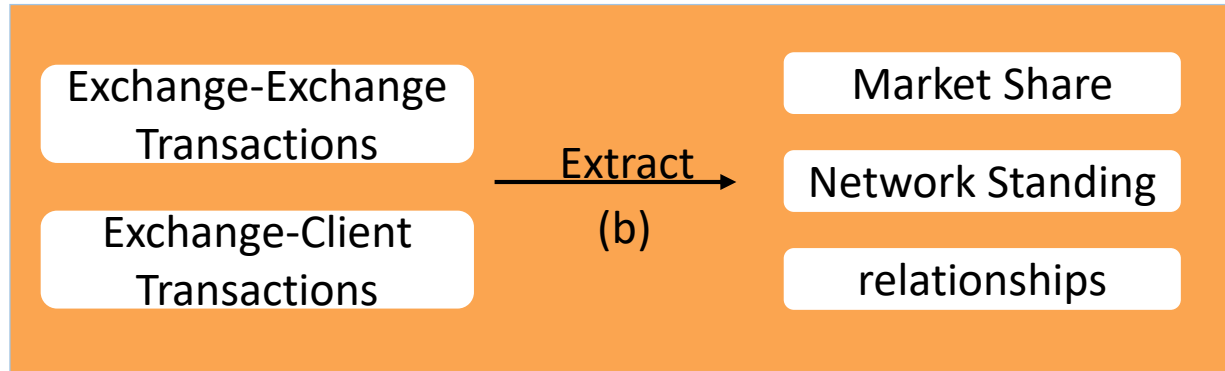 Exchange-Exchange
Transactions
Exchange-Client
Transactions
Extract
(b)
Market Share
Network Standing
relationships